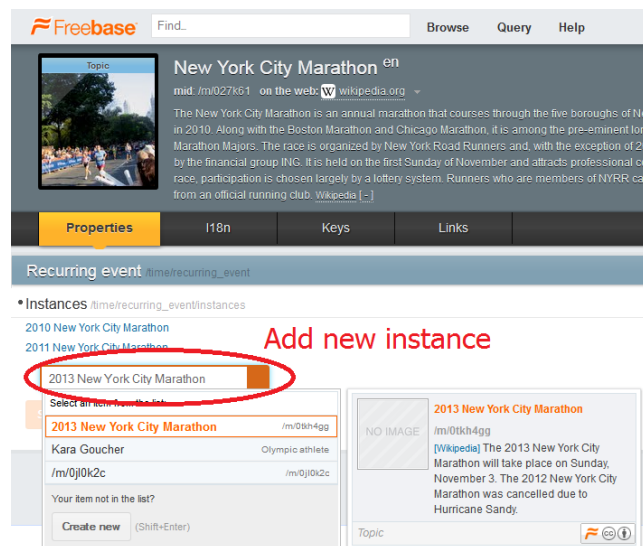 Freebase
Find...
Browse Query Help
Topic
New York City Marathon en
mid: /m/027k61 on the web: W wikipedia.org
The New York City Marathon is an annual marathon that courses through the five boroughs of N
in 2010. Along with the Boston Marathon and Chicago Marathon, it is among the pre-eminent lon
Marathon Majors. The race is organized by New York Road Runners and, with the exception of 2
by the financial group ING. It is held on the first Sunday of November and attracts professional c
race, participation is chosen largely by a lottery system. Runners who are members of NYRR ca
from an official running club. Wikipedia [ - ]
Properties I18n Keys Links
Recurring event /time/recurring_event
•Instances /time/recurring_event/instances
2010 New York City Marathon
2011 New York City Marathon
Add new instance
2013 New York City Marathon
Select an item from the list:
2013 New York City Marathon /m/0tkh4gg
Kara Goucher Olympic athlete
/m/0jl0k2c /m/0jl0k2c
Your item not in the list?
Create new (Shift+Enter)
NO IMAGE
2013 New York City Marathon
/m/0tkh4gg
[Wikipedia] The 2013 New York City
Marathon will take place on Sunday,
November 3. The 2012 New York City
Marathon was cancelled due to
Hurricane Sandy.
Topic
cc